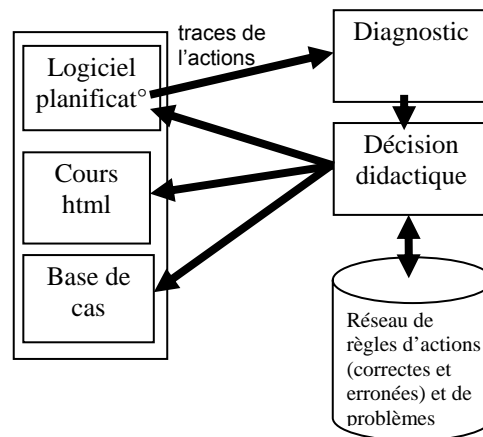 traces de
l'actions
Diagnostic
Logiciel
planificat°
Décision
didactique
Cours
html
Base de
cas
Réseau de
règles d'actions
(correctes et
erronées) et de
problèmes